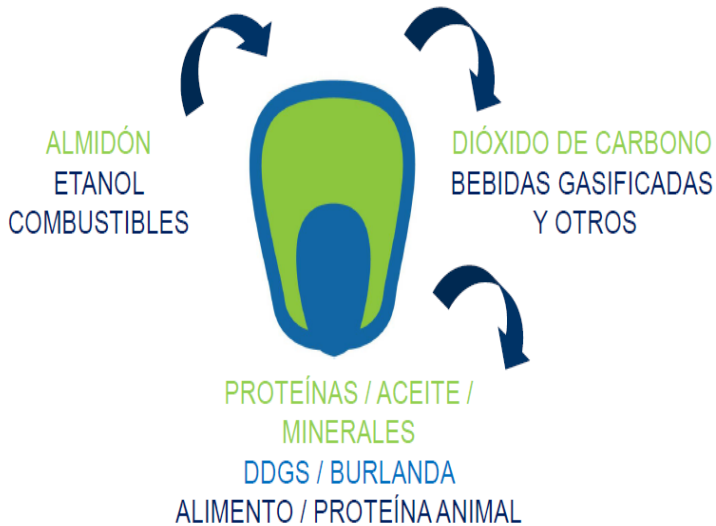 ALMIDÓN
ETANOL
COMBUSTIBLES
DIÓXIDO DE CARBONO
BEBIDAS GASIFICADAS
Y OTROS
PROTEÍNAS / ACEITE /
MINERALES
DDGS / BURLANDA
ALIMENTO / PROTEÍNA ANIMAL